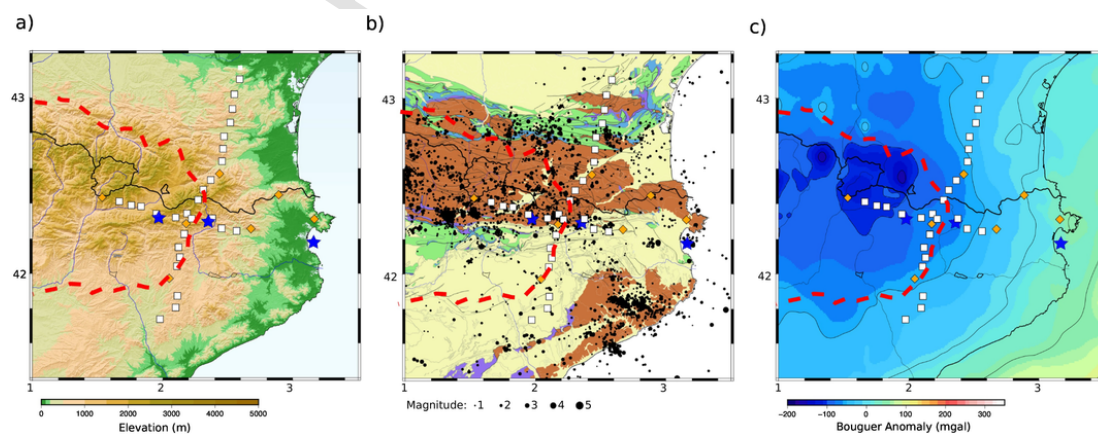 a)
b)
c)
43
42
1
2
3
43
42
1
2
3
43
42
1
2
3
0 1000 2000 3000 4000 5000
Elevation (m)
Magnitude: 1 2 3 4 5
-200 -100 0 100 200 300
Bouguer Anomaly (mgal)